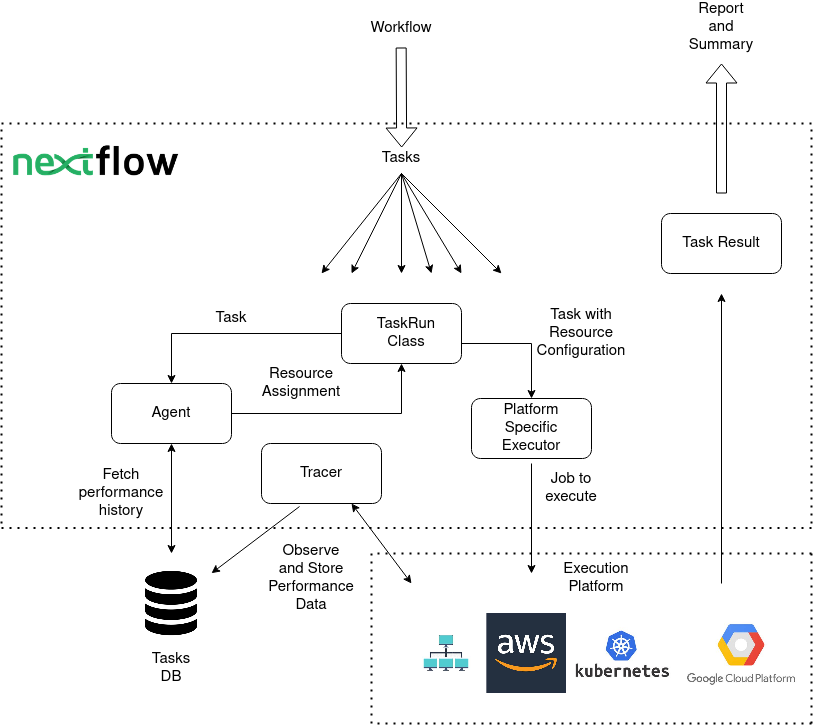 Workflow
Report
and
Summary
nextflow
Tasks
Task Result
Task
TaskRun
Class
Task with
Resource
Configuration
Resource
Assignment
Agent
Platform
Specific
Executor
Tracer
Fetch
performance
history
Job to
execute
Observe
and Store
Performance
Data
Execution
Platform
Tasks
DB
aws
kubernetes
Google Cloud Platform